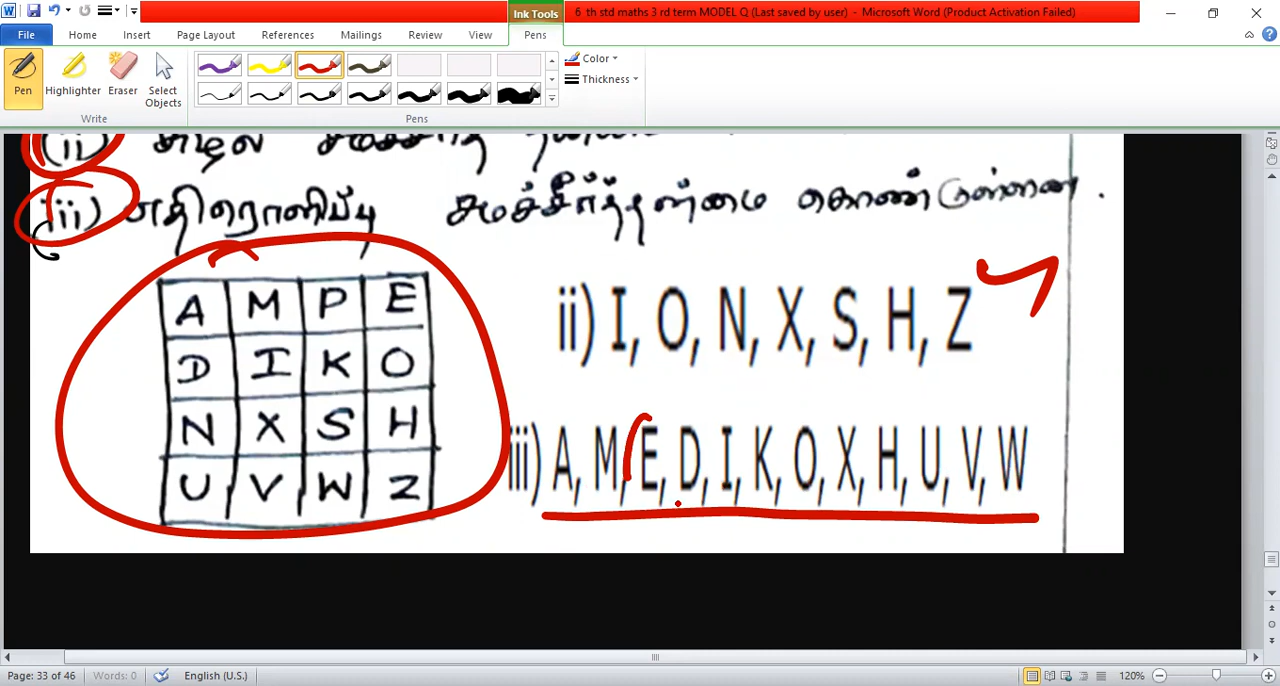 6 th std maths 3 rd term MODEL Q (Last saved by user) - Microsoft Word (Product Activation Failed)
Ink Tools
File Home Insert Page Layout References Mailings Review View Pens
Pen Highlighter Eraser Select Objects
Color
Thickness
Write Pens
(ii) சுழல் சமச்சீர்த்
iii) எதிரொளிப்பு சமச்சீர்த்தன்மை கொண்டுள்ளன.
A M P E
D I K O
N X S H
U V W Z
ii) I, O, N, X, S, H, Z
iii) A, M, E, D, I, K, O, X, H, U, V, W
Page: 33 of 46 Words: 0 English (U.S.) 120%